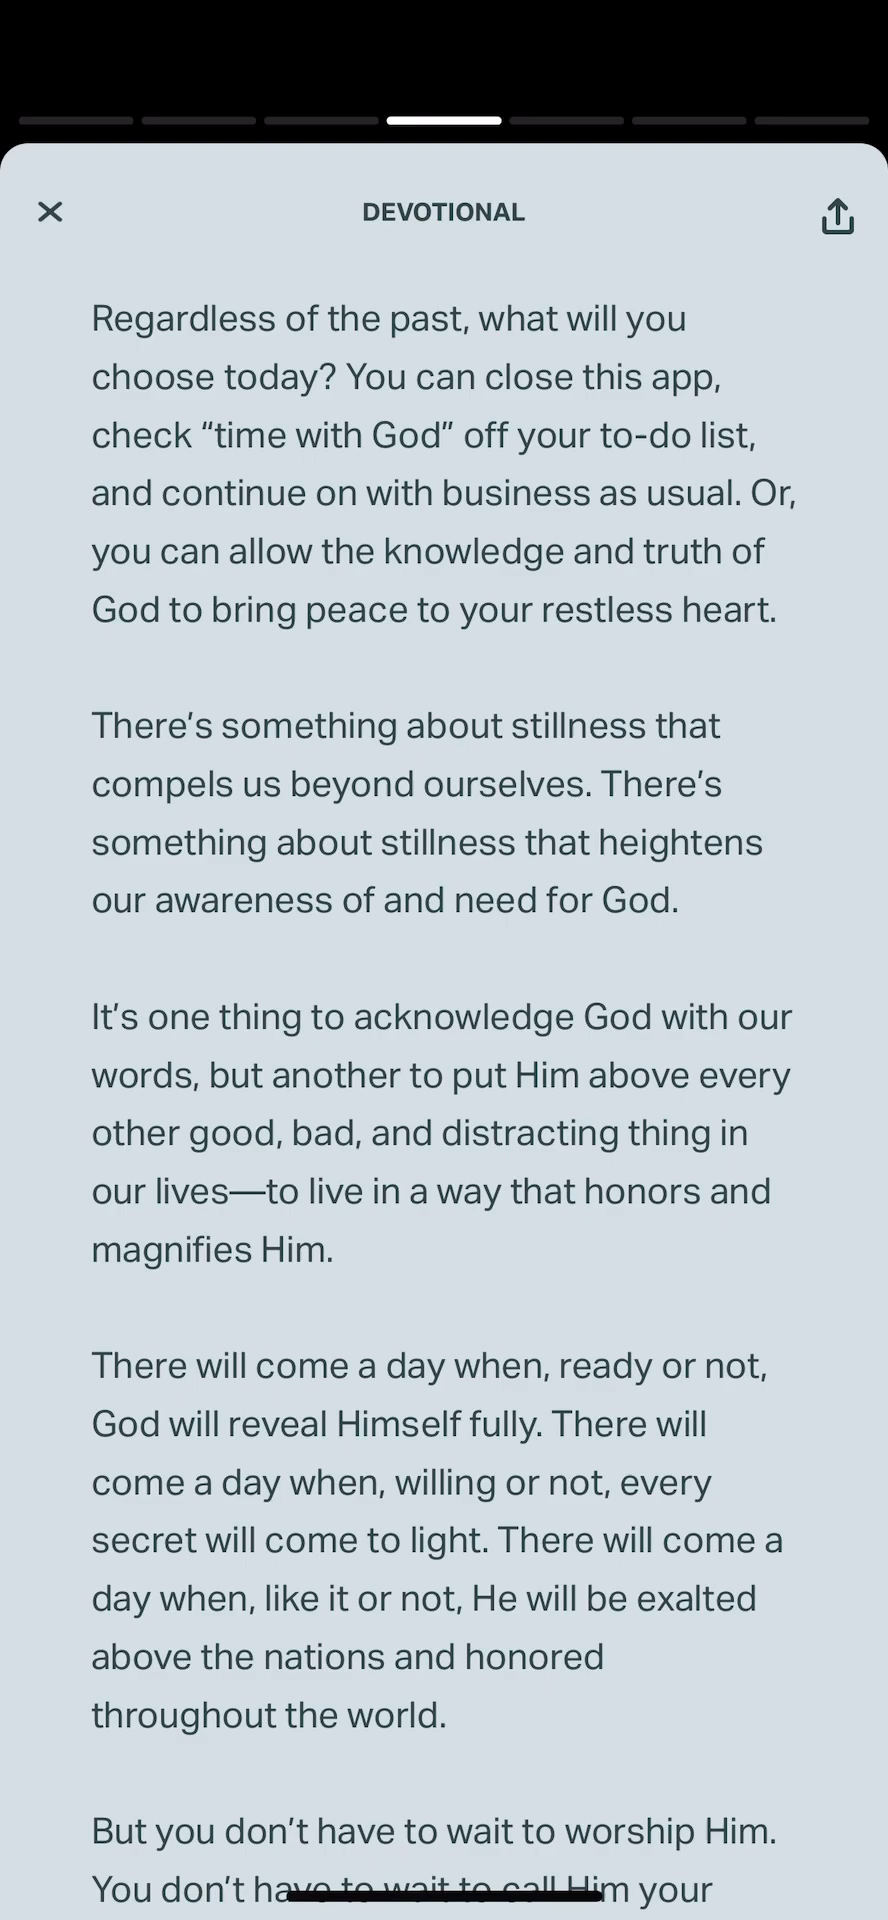 DEVOTIONAL
Regardless of the past, what will you
choose today? You can close this app,
check “time with God” off your to-do list,
and continue on with business as usual. Or,
you can allow the knowledge and truth of
God to bring peace to your restless heart.
There’s something about stillness that
compels us beyond ourselves. There’s
something about stillness that heightens
our awareness of and need for God.
It’s one thing to acknowledge God with our
words, but another to put Him above every
other good, bad, and distracting thing in
our lives—to live in a way that honors and
magnifies Him.
There will come a day when, ready or not,
God will reveal Himself fully. There will
come a day when, willing or not, every
secret will come to light. There will come a
day when, like it or not, He will be exalted
above the nations and honored
throughout the world.
But you don’t have to wait to worship Him.
You don’t have to wait to call Him your